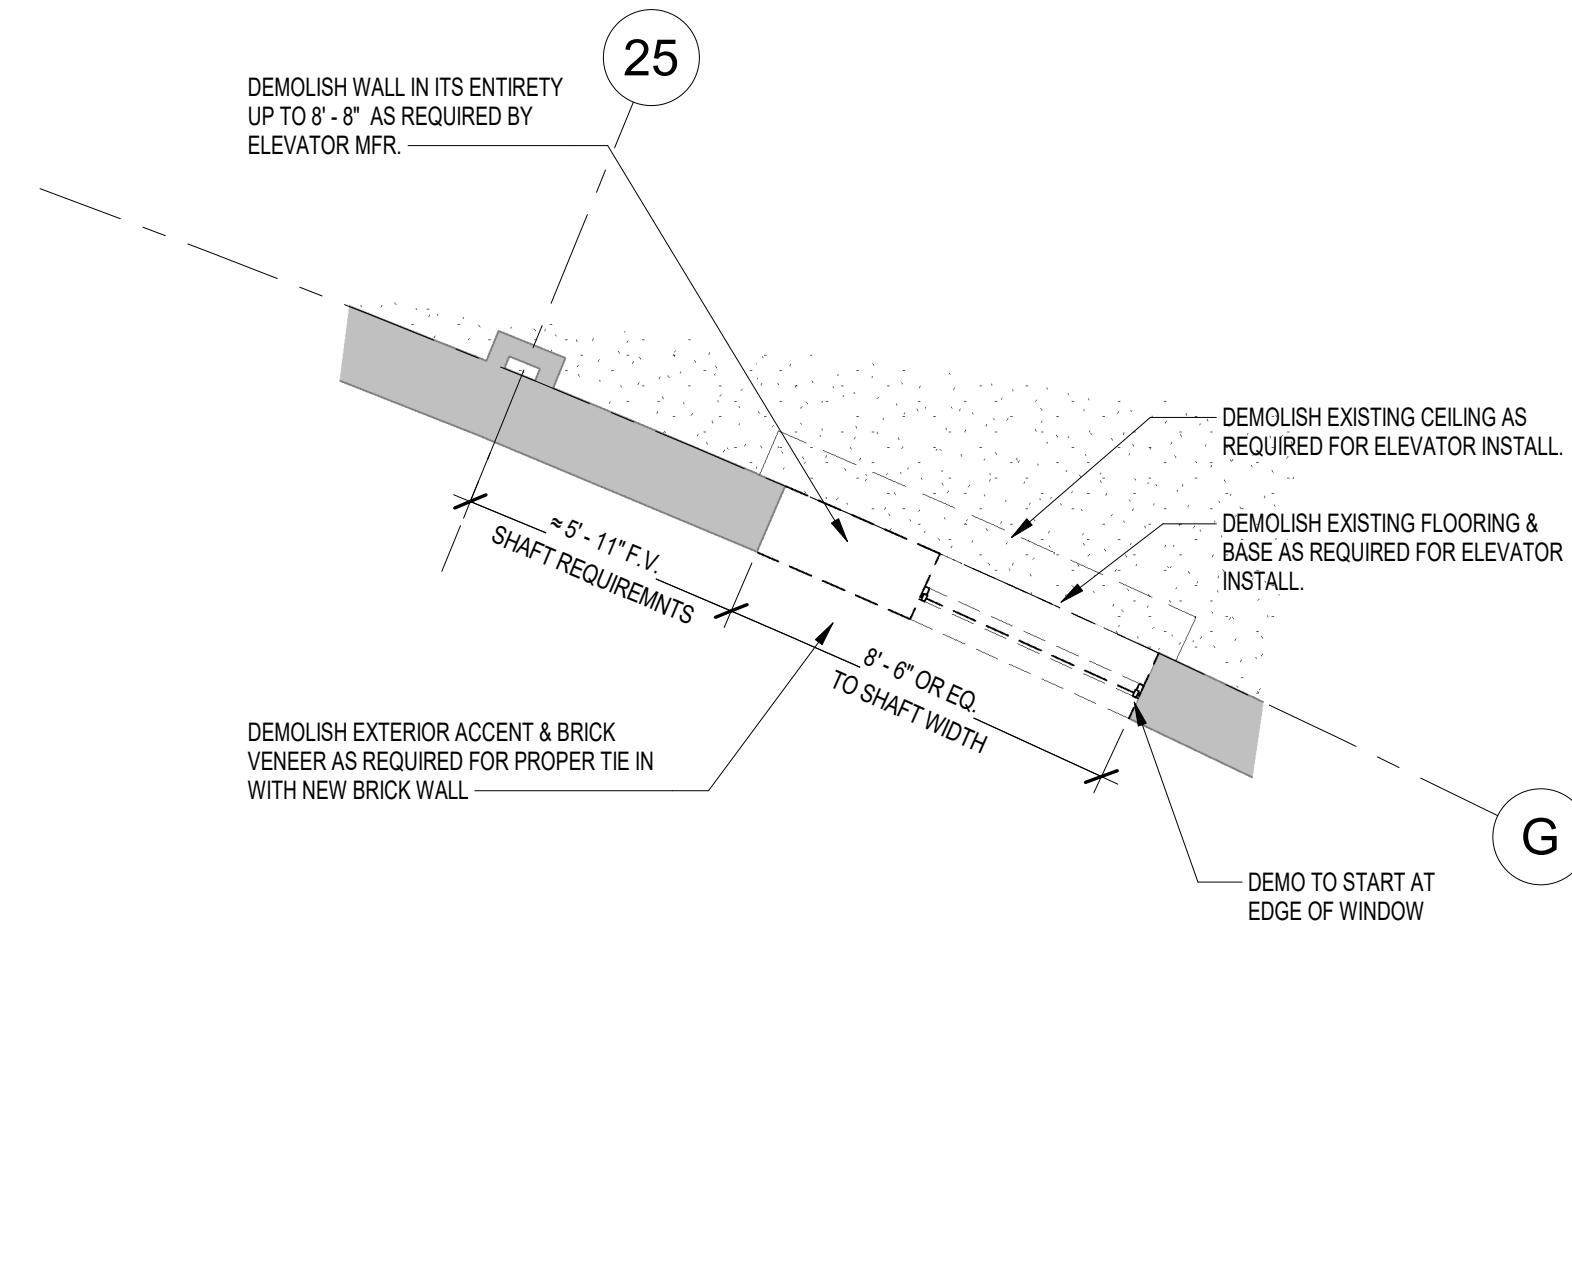 25
DEMOLISH WALL IN ITS ENTIRETY
UP TO 8' - 8" AS REQUIRED BY
ELEVATOR MFR.
DEMOLISH EXISTING CEILING AS
REQUIRED FOR ELEVATOR INSTALL.
DEMOLISH EXISTING FLOORING &
BASE AS REQUIRED FOR ELEVATOR
INSTALL.
≈ 5' - 11" F.V.
SHAFT REQUIREMNTS
8' - 6" OR EQ.
TO SHAFT WIDTH
DEMOLISH EXTERIOR ACCENT & BRICK
VENEER AS REQUIRED FOR PROPER TIE IN
WITH NEW BRICK WALL
G
DEMO TO START AT
EDGE OF WINDOW